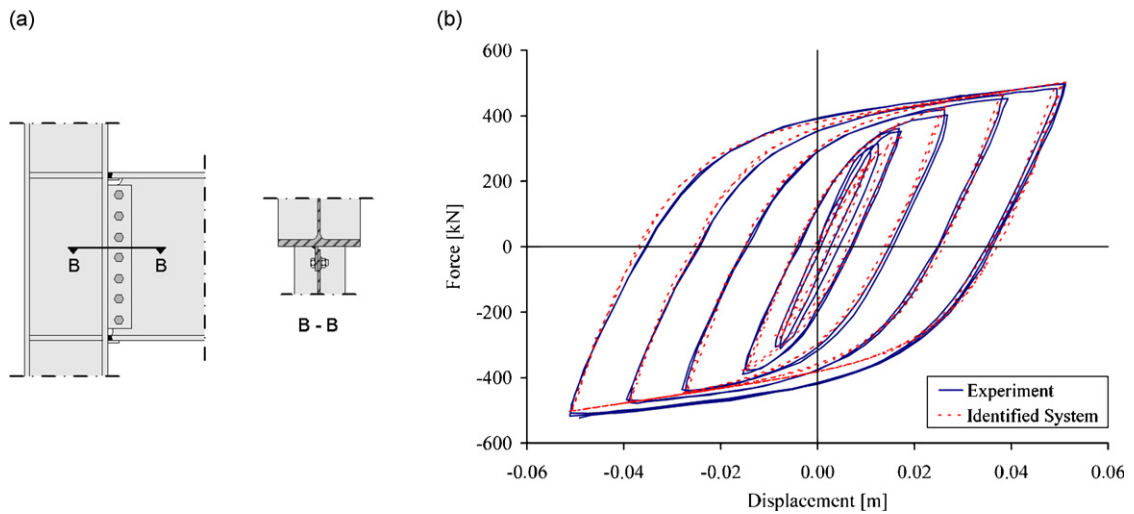 (a)
B
B
B - B
(b)
600
400
200
0
-200
-400
-600
Force [kN]
-0.06
-0.04
-0.02
0.00
0.02
0.04
0.06
Displacement [m]
Experiment
Identified System